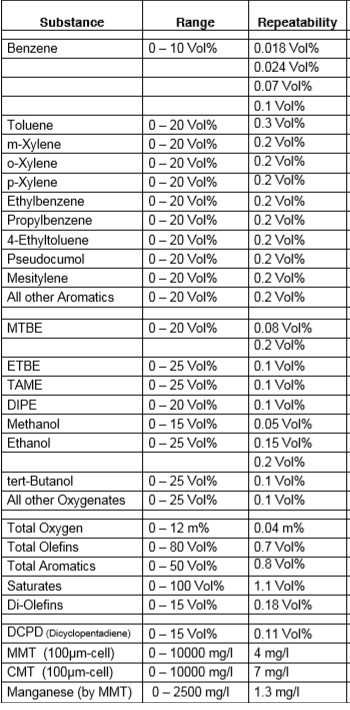 Substance Range Repeatability
Benzene 0 – 10 Vol% 0.018 Vol%
0.024 Vol%
0.07 Vol%
0.1 Vol%
Toluene 0 – 20 Vol% 0.3 Vol%
m-Xylene 0 – 20 Vol% 0.2 Vol%
o-Xylene 0 – 20 Vol% 0.2 Vol%
p-Xylene 0 – 20 Vol% 0.2 Vol%
Ethylbenzene 0 – 20 Vol% 0.2 Vol%
Propylbenzene 0 – 20 Vol% 0.2 Vol%
4-Ethyltoluene 0 – 20 Vol% 0.2 Vol%
Pseudocumol 0 – 20 Vol% 0.2 Vol%
Mesitylene 0 – 20 Vol% 0.2 Vol%
All other Aromatics 0 – 20 Vol% 0.2 Vol%
MTBE 0 – 20 Vol% 0.08 Vol%
0.2 Vol%
ETBE 0 – 25 Vol% 0.1 Vol%
TAME 0 – 25 Vol% 0.1 Vol%
DIPE 0 – 20 Vol% 0.1 Vol%
Methanol 0 – 15 Vol% 0.05 Vol%
Ethanol 0 – 25 Vol% 0.15 Vol%
0.2 Vol%
tert-Butanol 0 – 25 Vol% 0.1 Vol%
All other Oxygenates 0 – 25 Vol% 0.1 Vol%
Total Oxygen 0 – 12 m% 0.04 m%
Total Olefins 0 – 80 Vol% 0.7 Vol%
Total Aromatics 0 – 50 Vol% 0.8 Vol%
Saturates 0 – 100 Vol% 1.1 Vol%
Di-Olefins 0 – 15 Vol% 0.18 Vol%
DCPD (Dicyclopentadiene) 0 – 15 Vol% 0.11 Vol%
MMT (100µm-cell) 0 – 10000 mg/l 4 mg/l
CMT (100µm-cell) 0 – 10000 mg/l 7 mg/l
Manganese (by MMT) 0 – 2500 mg/l 1.3 mg/l